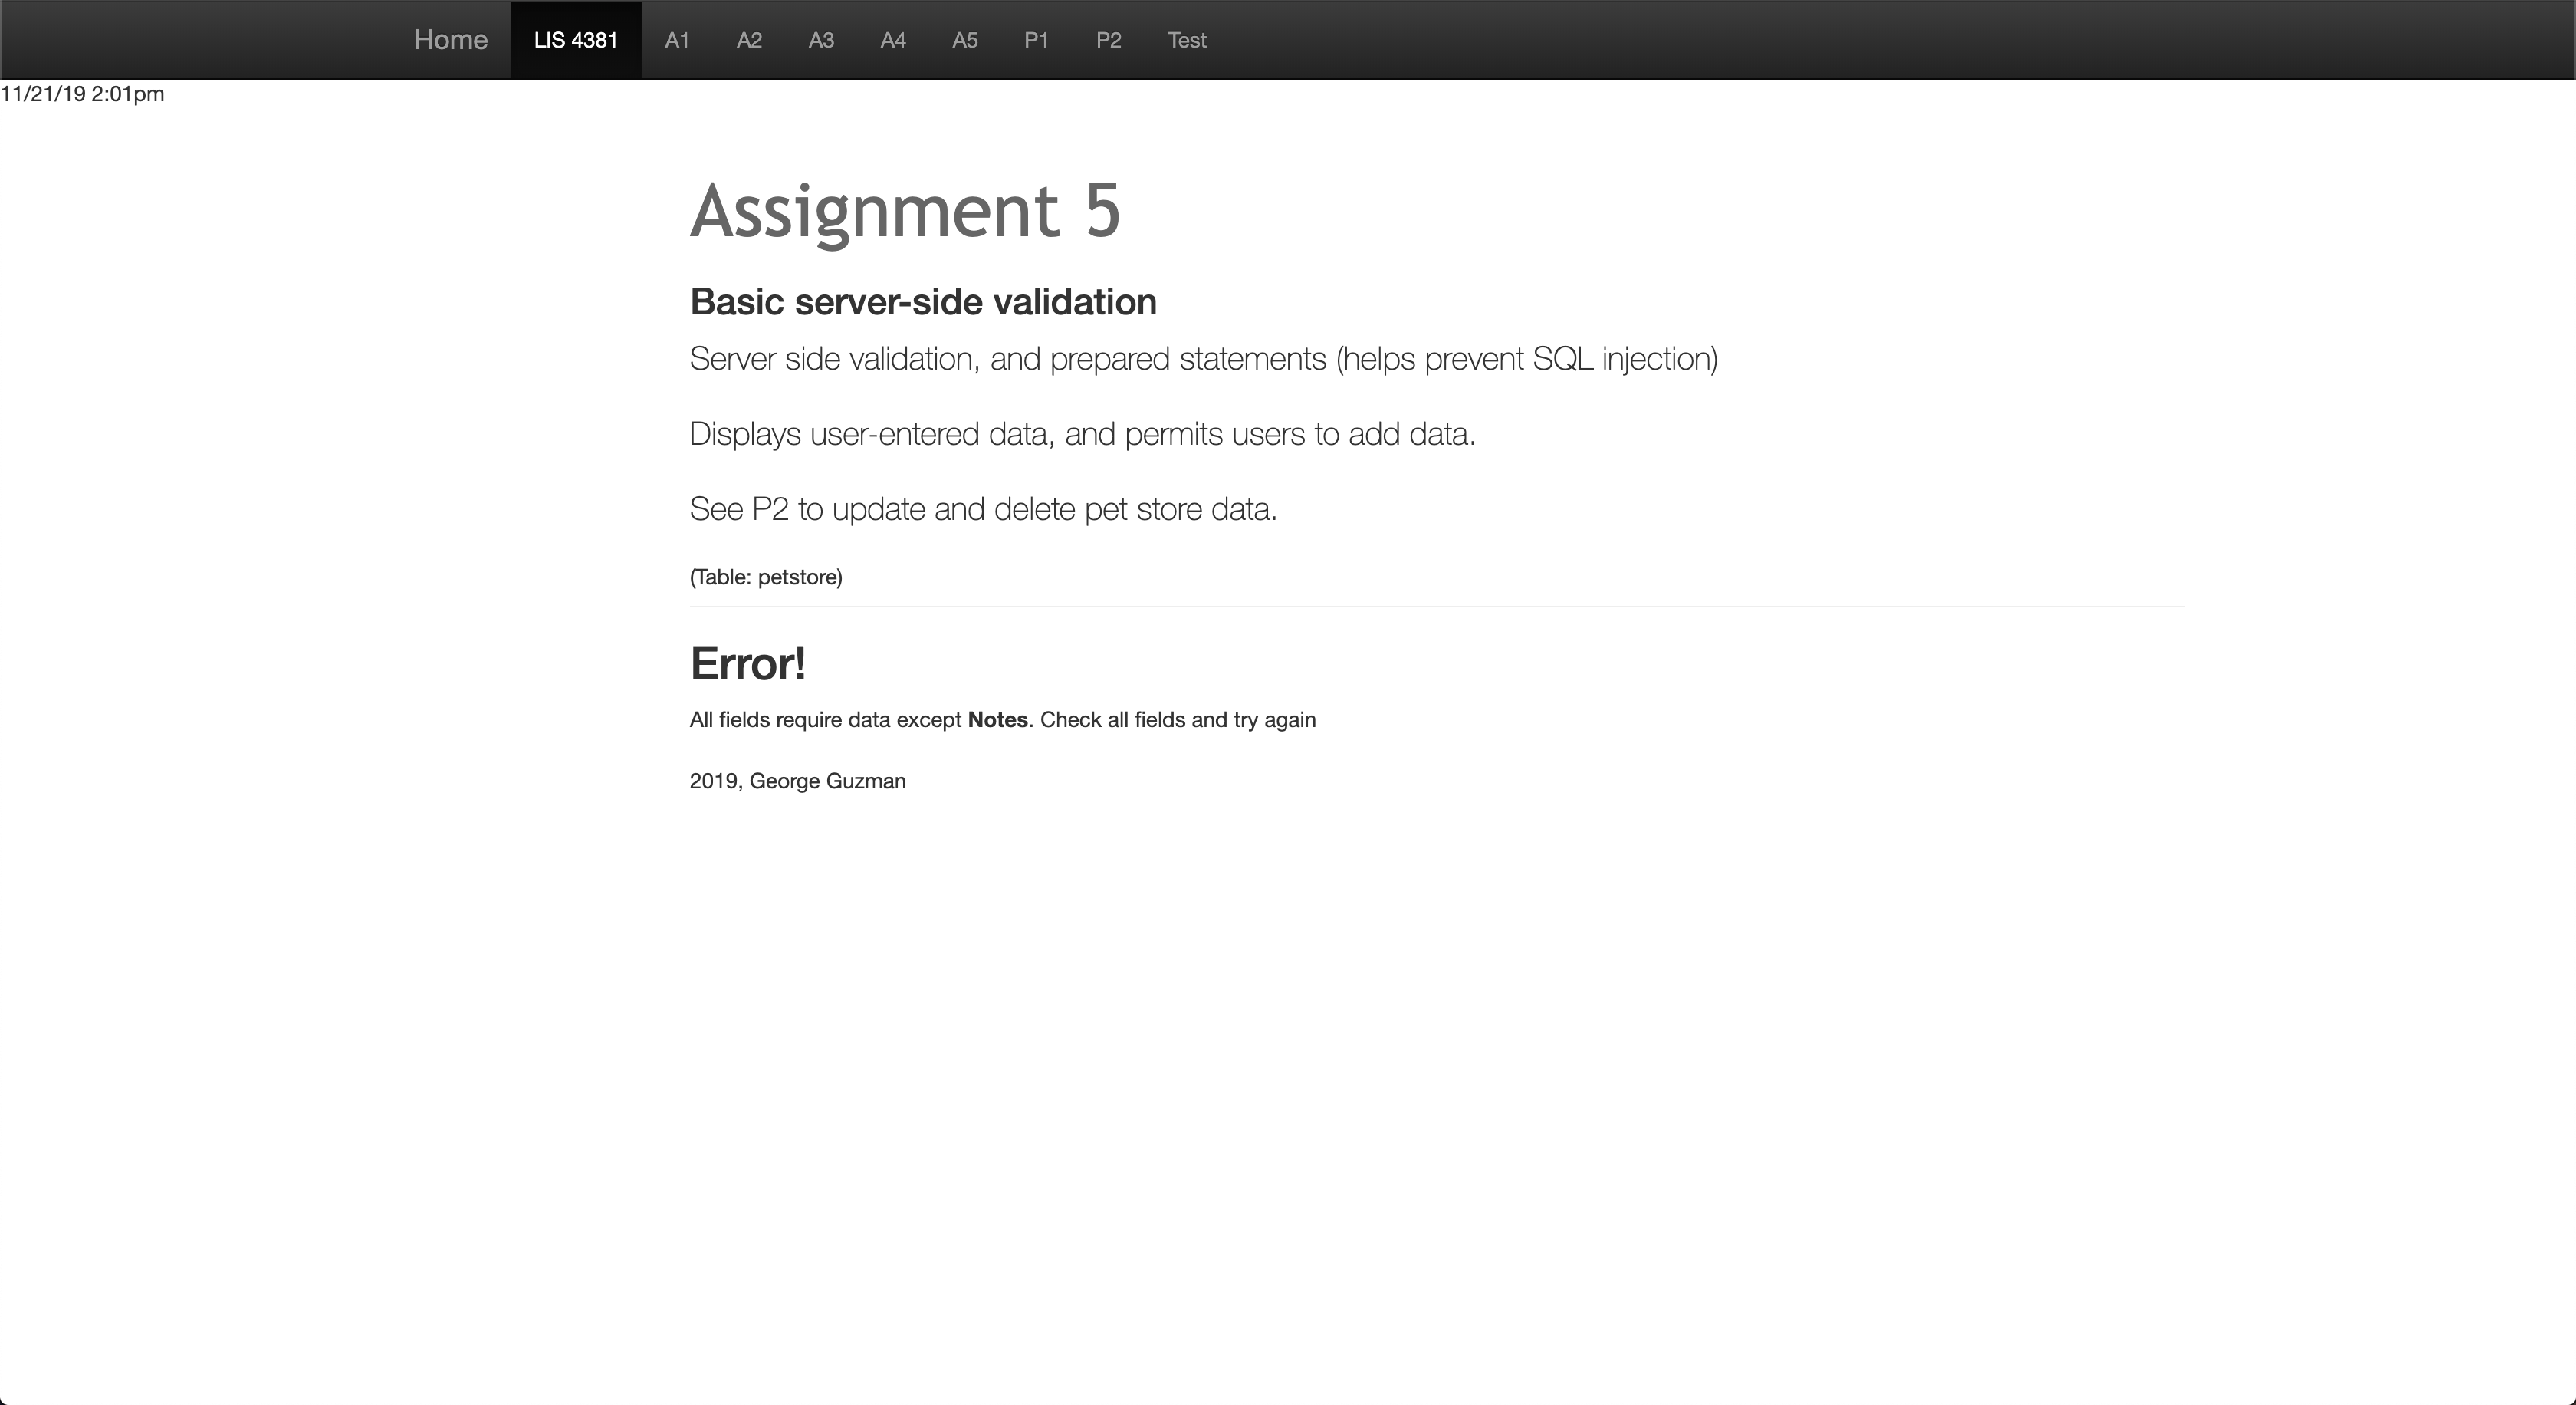 Home LIS 4381 A1 A2 A3 A4 A5 P1 P2 Test
11/21/19 2:01pm
Assignment 5
Basic server-side validation
Server side validation, and prepared statements (helps prevent SQL injection)
Displays user-entered data, and permits users to add data.
See P2 to update and delete pet store data.
(Table: petstore)
Error!
All fields require data except Notes. Check all fields and try again
2019, George Guzman